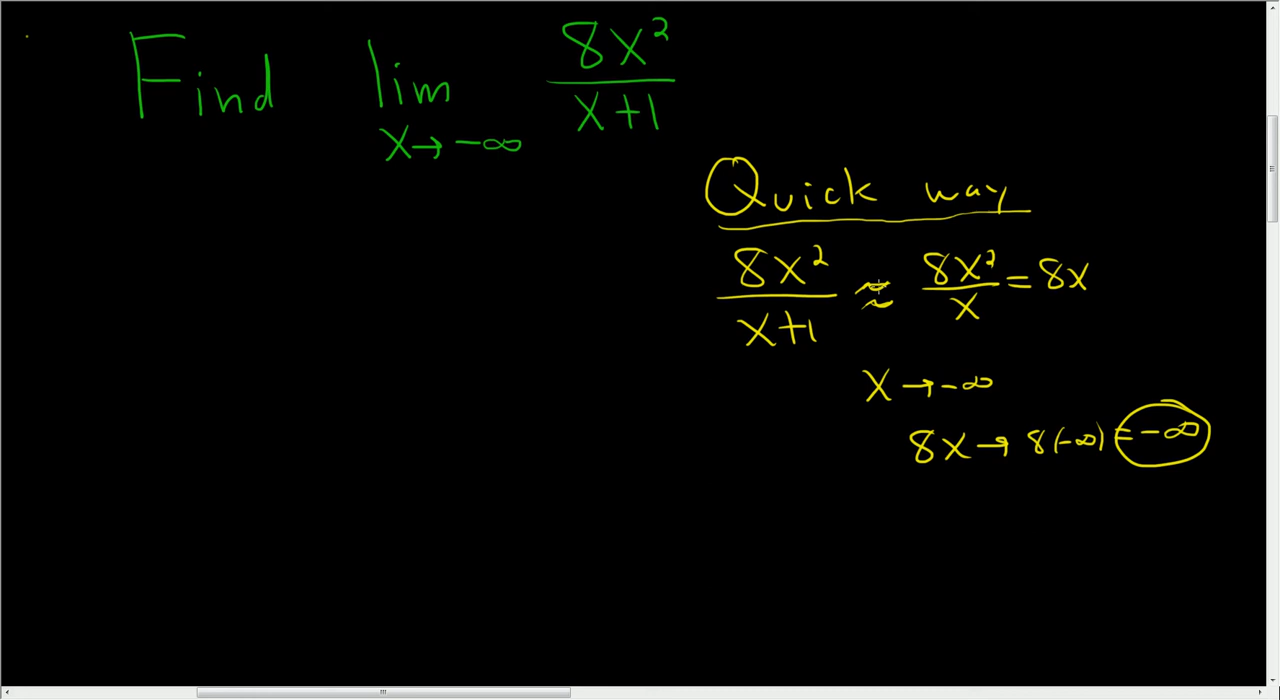 Find lim x→-∞ 8x²/(x+1)
Quick way
8x²/(x+1) ≈ 8x²/x = 8x
x→-∞
8x→8(-∞) = -∞